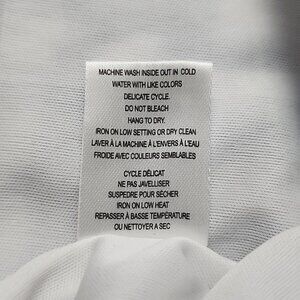 MACHINE WASH INSIDE OUT IN COLD
WATER WITH LIKE COLORS
DELICATE CYCLE.
DO NOT BLEACH
HANG TO DRY.
IRON ON LOW SETTING OR DRY CLEAN
LAVER À LA MACHINE À L'ENVERS À L'EAU
FROIDE AVEC COULEURS SEMBLABLES
CYCLE DÉLICAT
NE PAS JAVELLISER
SUSPEDRE POUR SÉCHER
IRON ON LOW HEAT
REPASSER À BASSE TEMPÉRATURE
OU NETTOYER A SEC